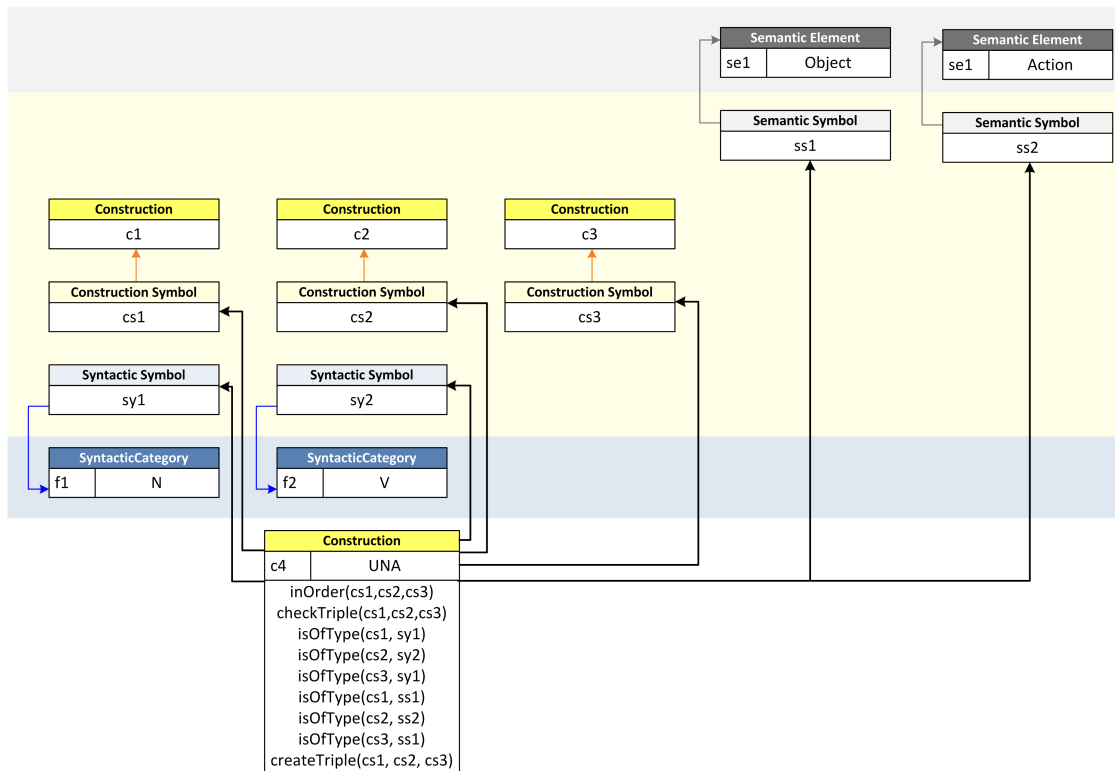 Semantic Element
se1 Object
Semantic Element
se1 Action
Semantic Symbol
ss1
Semantic Symbol
ss2
Construction
c1
Construction
c2
Construction
c3
Construction Symbol
cs1
Construction Symbol
cs2
Construction Symbol
cs3
Syntactic Symbol
sy1
Syntactic Symbol
sy2
SyntacticCategory
f1 N
SyntacticCategory
f2 V
Construction
c4 UNA
inOrder(cs1,cs2,cs3)
checkTriple(cs1,cs2,cs3)
isOfType(cs1, sy1)
isOfType(cs2, sy2)
isOfType(cs3, sy1)
isOfType(cs1, ss1)
isOfType(cs2, ss2)
isOfType(cs3, ss1)
createTriple(cs1, cs2, cs3)